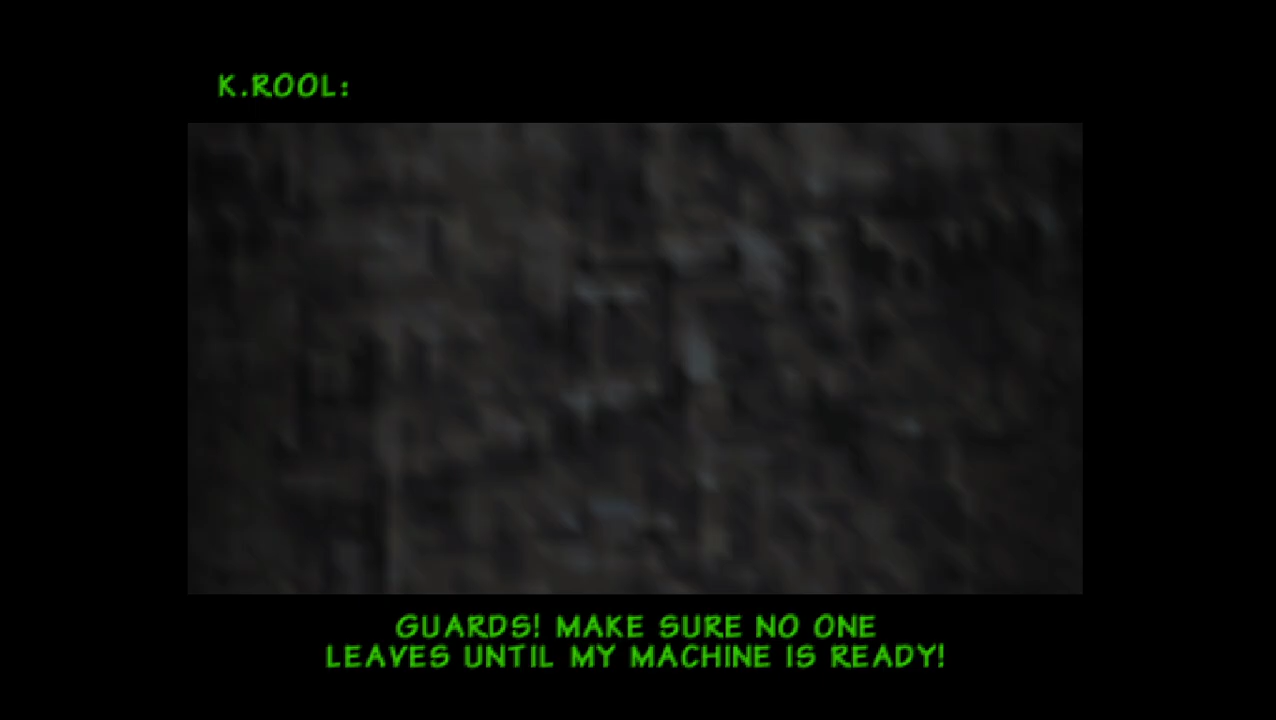 K.ROOL:
GUARDS! MAKE SURE NO ONE
LEAVES UNTIL MY MACHINE IS READY!